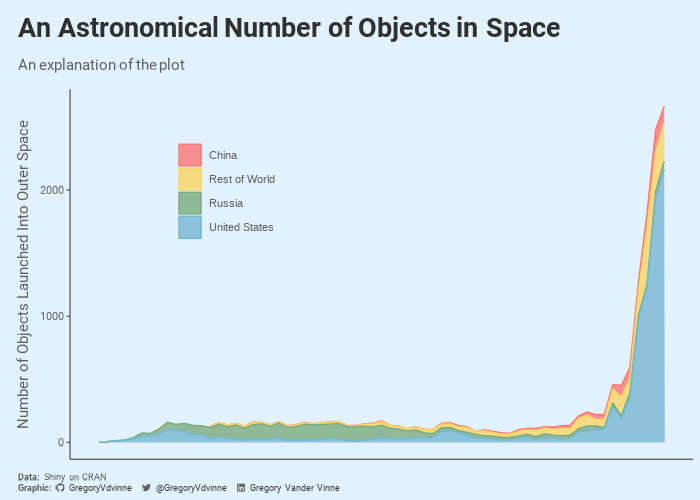 An Astronomical Number of Objects in Space
An explanation of the plot
Number of Objects Launched Into Outer Space
2000
1000
0
China
Rest of World
Russia
United States
Data: Shiny on CRAN
Graphic: GregoryVdvinne @GregoryVdvinne Gregory Vander Vinne